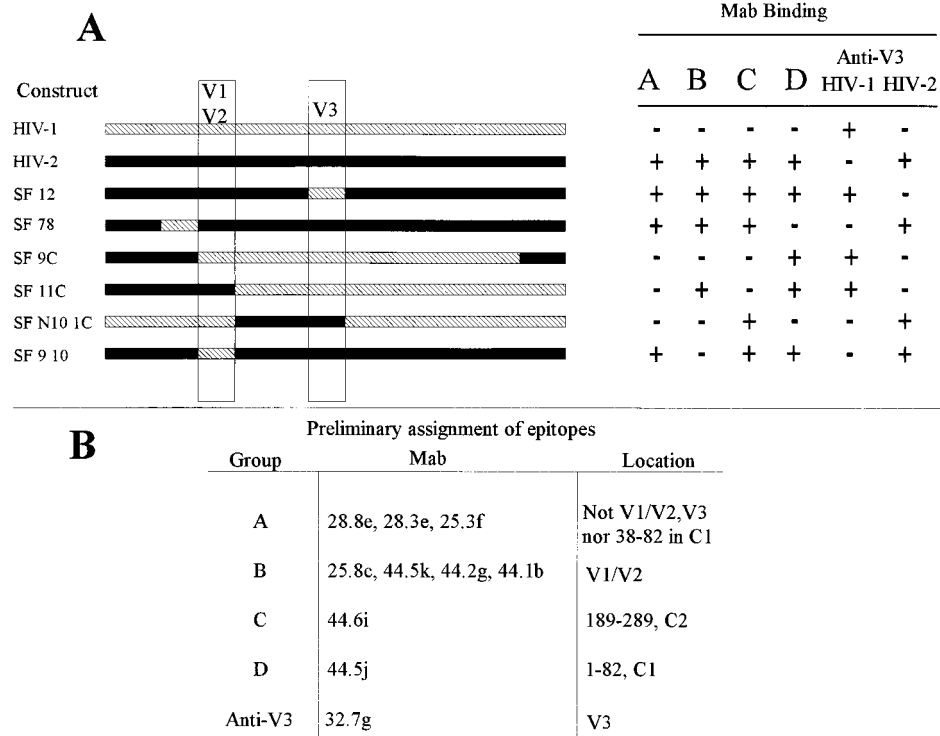 A
Mab Binding
Anti-V3
Construct V1 V3 A B C D HIV-1 HIV-2
V2
HIV-1 - - - - + -
HIV-2 + + + + - +
SF 12 + + + + + -
SF 78 + + + - - +
SF 9C - - - + + -
SF 11C - + - + + -
SF N10 1C - - + - - +
SF 9 10 + - + + - +
B
Preliminary assignment of epitopes
Group Mab Location
A 28.8e, 28.3e, 25.3f Not V1/V2,V3
nor 38-82 in C1
B 25.8c, 44.5k, 44.2g, 44.1b V1/V2
C 44.6i 189-289, C2
D 44.5j 1-82, C1
Anti-V3 32.7g V3